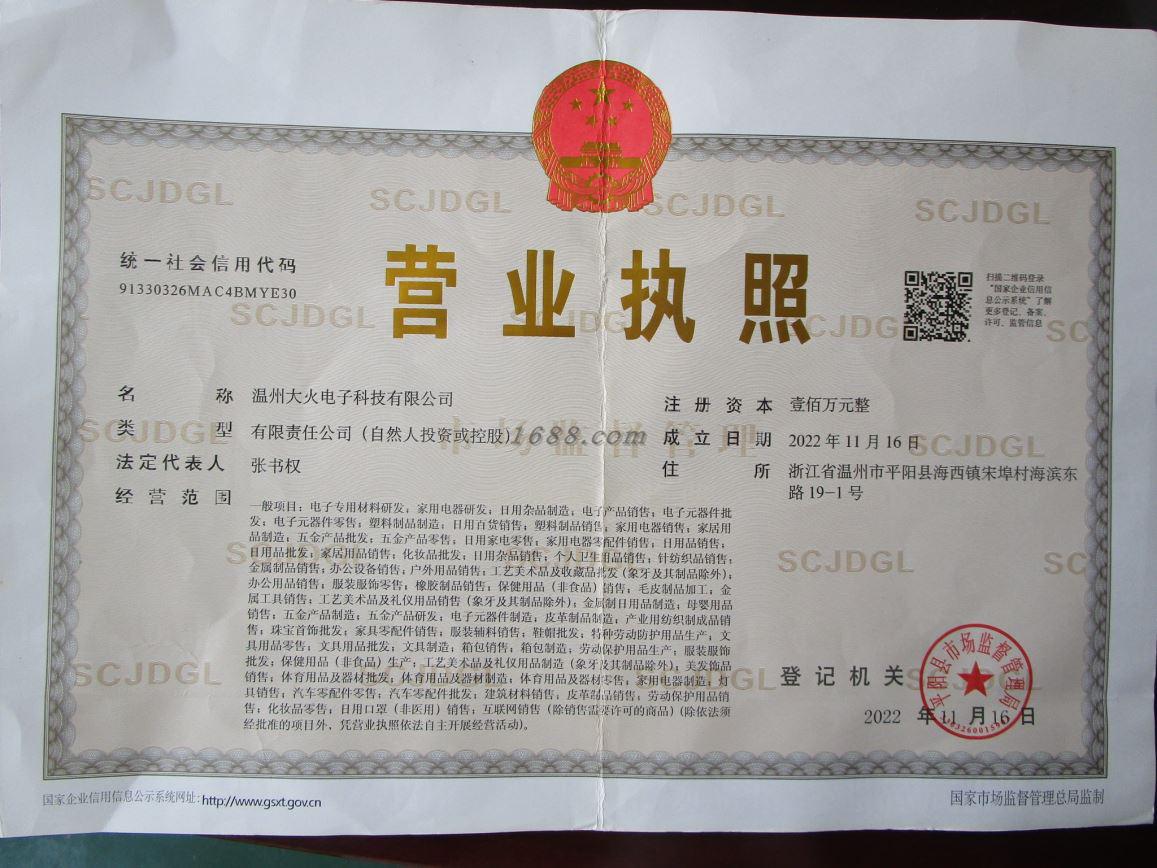 SCJDGL SCJDGL SCJDGL SCJDGL
统一社会信用代码
91330326MAC4BMYE30
营业执照
扫描二维码登录
“国家企业信用信
息公示系统”了解
更多登记、备案、
许可、监管信息
SCJDGL SCJDGL SCJDGL SC
名称 温州大火电子科技有限公司
类型 有限责任公司(自然人投资或控股)
法定代表人 张书权
经营范围
一般项目:电子专用材料研发;家用电器研发;日用杂品制造;电子产品销售;电子元器件批
发;电子元器件零售;塑料制品制造;日用百货销售;塑料制品销售;家用电器销售;家居用
品制造;五金产品批发;五金产品零售;日用家电零售;家用电器零配件销售;日用品销售;
日用品批发;家居用品销售;化妆品批发;日用杂品销售;个人卫生用品销售;针纺织品销售;
金属制品销售;办公设备销售;户外用品销售;工艺美术品及收藏品批发(象牙及其制品除外);
办公用品销售;服装服饰零售;橡胶制品销售;保健用品(非食品)销售;毛皮制品加工;金
属工具销售;工艺美术品及礼仪用品销售(象牙及其制品除外);金属制日用品制造;母婴用品
销售;五金产品制造;五金产品研发;电子元器件制造;皮革制品制造;产业用纺织制成品销
售;珠宝首饰批发;家具零配件销售;服装辅料销售;鞋帽批发;特种劳动防护用品生产;文
具用品零售;文具用品批发;文具制造;箱包销售;箱包制造;劳动保护用品生产;服装服饰
批发;保健用品(非食品)生产;工艺美术品及礼仪用品制造(象牙及其制品除外);美发饰品
销售;体育用品及器材批发;体育用品及器材制造;体育用品及器材零售;家用电器制造;灯
具销售;汽车零配件零售;汽车零配件批发;建筑材料销售;皮革制品销售;劳动保护用品销
售;化妆品零售;日用口罩(非医用)销售;互联网销售(除销售需要许可的商品)(除依法须
经批准的项目外,凭营业执照依法自主开展经营活动)。
注册资本 壹佰万元整
成立日期 2022年11月16日
住所 浙江省温州市平阳县海西镇宋埠村海滨东
路19-1号
1688.com
市场监督管理
SCJDGL SCJDGL
SCJDGL SC
SCJDGL SCJDGL
登记机关
平阳县市场监督管理局
2022年11月16日
国家企业信用信息公示系统网址:http://www.gsxt.gov.cn
国家市场监督管理总局监制